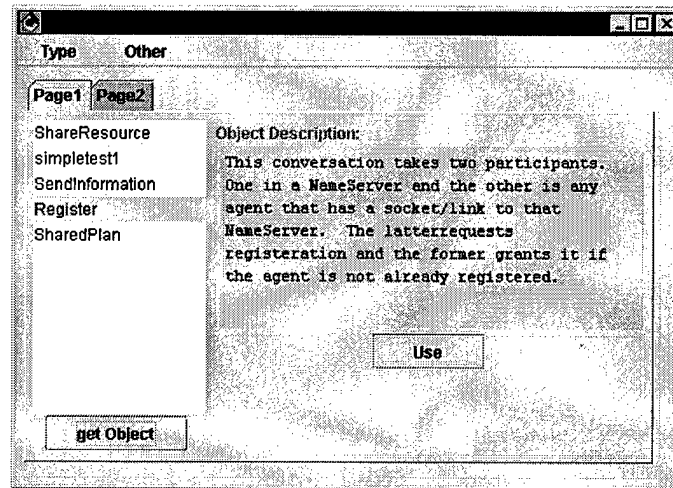 Type Other
Page1 Page2
ShareResource
simpletest1
SendInformation
Register
SharedPlan
get Object
Object Description:
This conversation takes two participants.
One in a NameServer and the other is any
agent that has a socket/link to that
NameServer. The latterrequests
registeration and the former grants it if
the agent is not already registered.
Use